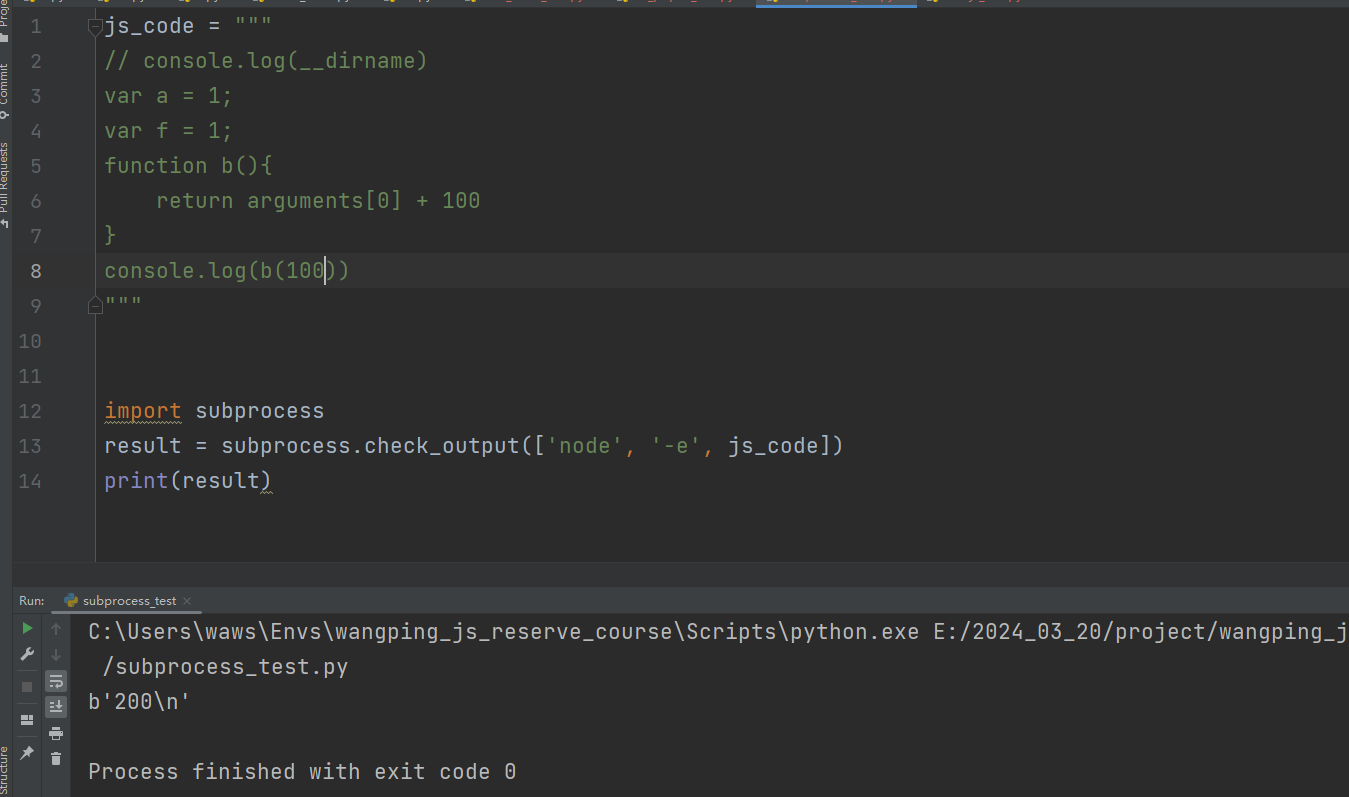 Commit
Pull Requests
Structure
1 js_code = """
2 // console.log(__dirname)
3 var a = 1;
4 var f = 1;
5 function b(){
6     return arguments[0] + 100
7 }
8 console.log(b(100))
9 """
10
11
12 import subprocess
13 result = subprocess.check_output(['node', '-e', js_code])
14 print(result)
Run: subprocess_test
C:\Users\waws\Envs\wangping_js_reserve_course\Scripts\python.exe E:/2024_03_20/project/wangping_j
/subprocess_test.py
b'200\n'
Process finished with exit code 0